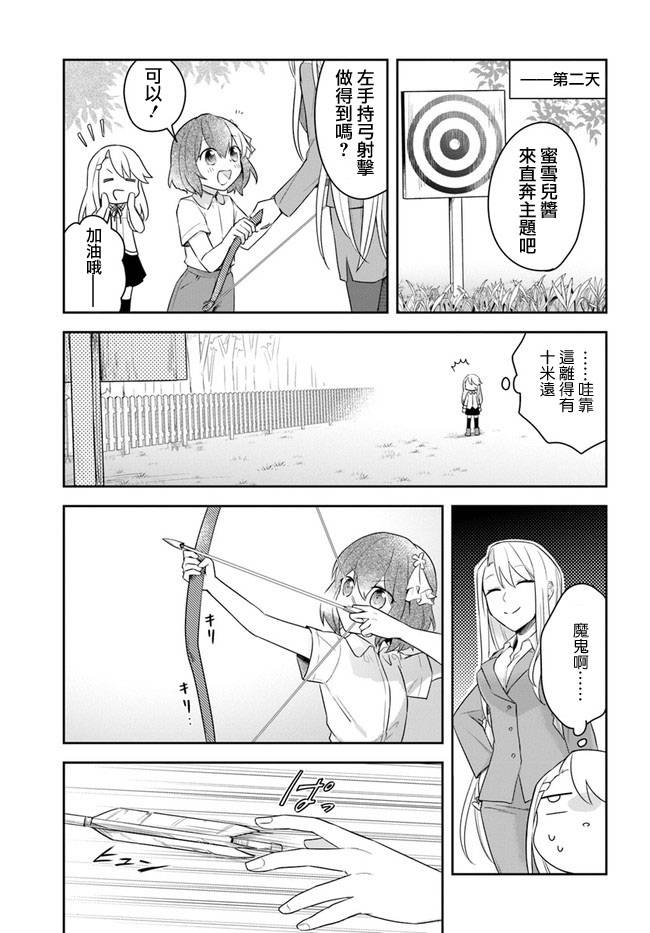 ——第二天
蜜雪兒醬
來直奔主題吧
左手持弓射擊
做得到嗎？
可以！
加油哦——
……哇靠
這離得有
十米遠
魔鬼啊……
キリ
キリ…
ぱっ
ヒュン